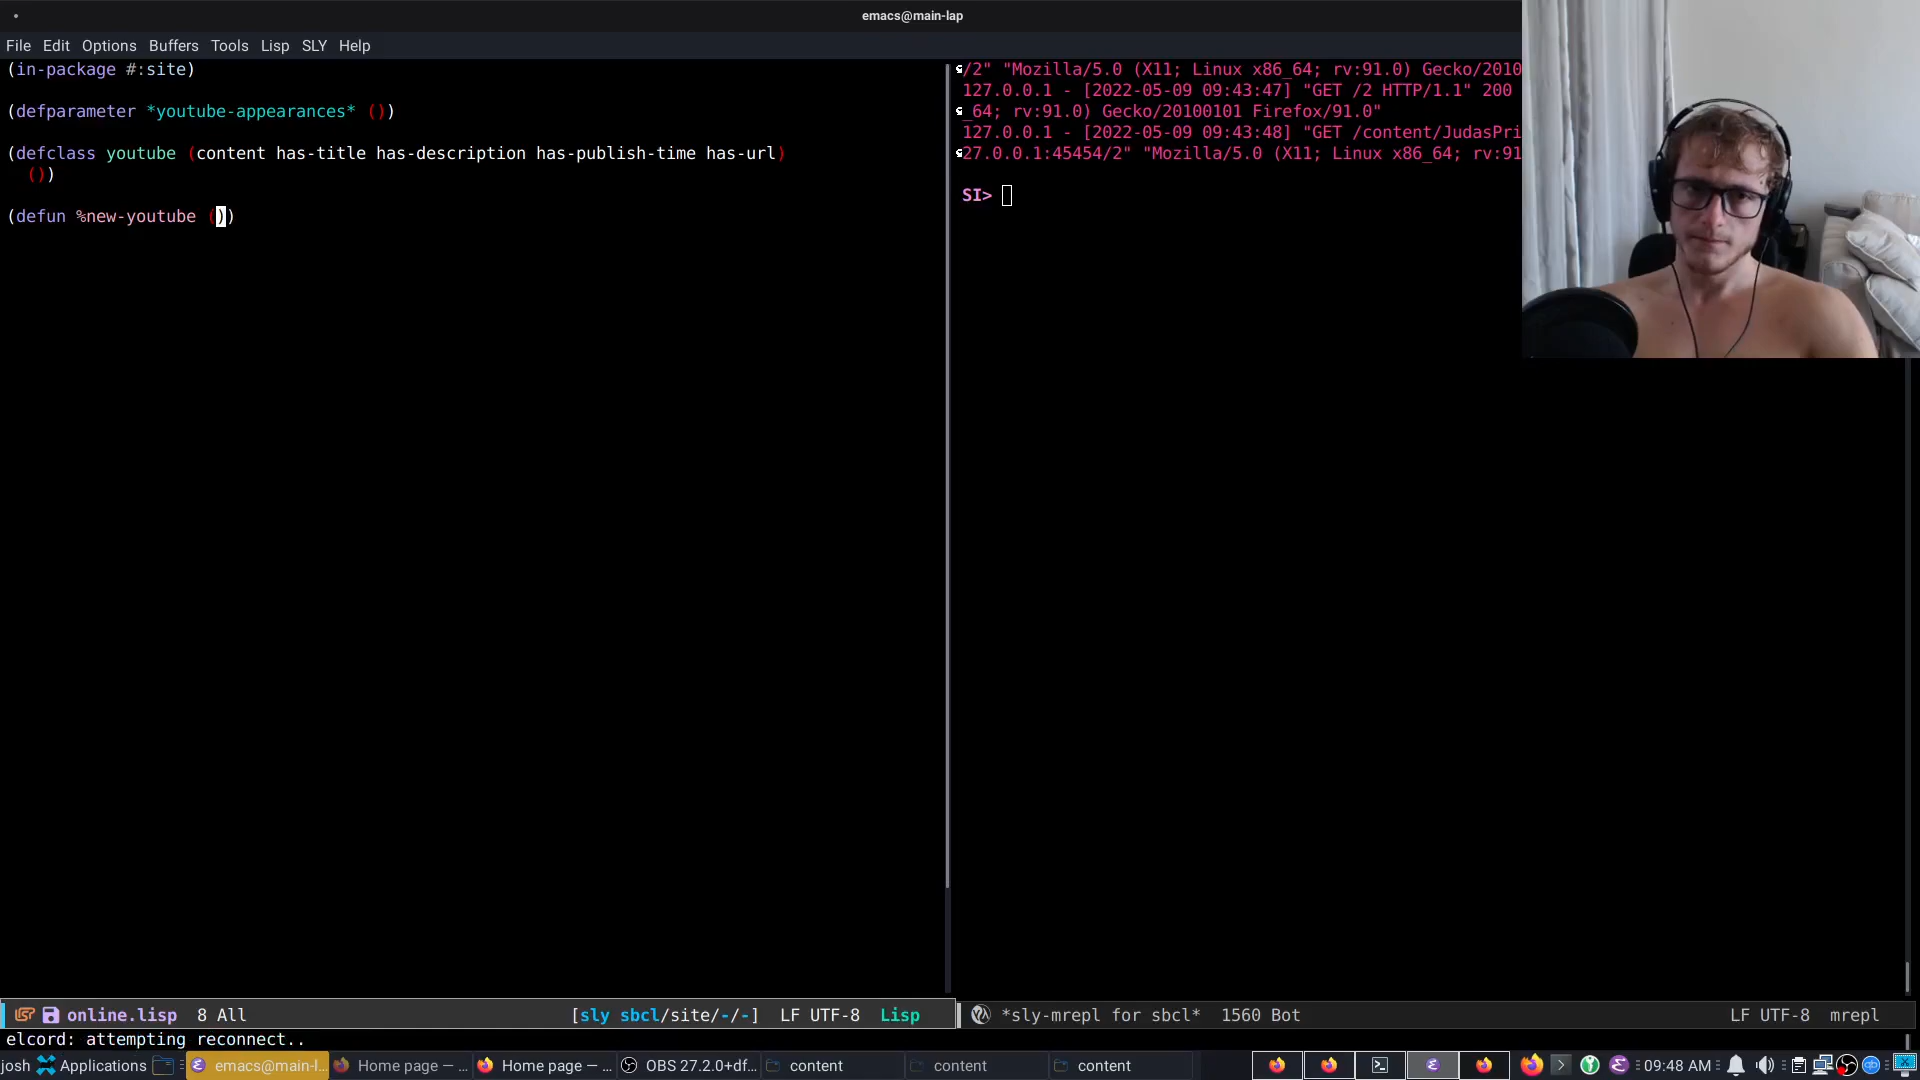 emacs@main-lap
File Edit Options Buffers Tools Lisp SLY Help
(in-package #:site)
(defparameter *youtube-appearances* ())
(defclass youtube (content has-title has-description has-publish-time has-url)
())
(defun %new-youtube ())
/2" "Mozilla/5.0 (X11; Linux x86_64; rv:91.0) Gecko/2010
127.0.0.1 - [2022-05-09 09:43:47] "GET /2 HTTP/1.1" 200
_64; rv:91.0) Gecko/20100101 Firefox/91.0"
127.0.0.1 - [2022-05-09 09:43:48] "GET /content/JudasPri
27.0.0.1:45454/2" "Mozilla/5.0 (X11; Linux x86_64; rv:91
SI>
online.lisp 8 All [sly sbcl/site/-/-] LF UTF-8 Lisp
*sly-mrepl for sbcl* 1560 Bot LF UTF-8 mrepl
elcord: attempting reconnect..
josh Applications emacs@main-l... Home page — ... Home page — ... OBS 27.2.0+df... content content content 09:48 AM